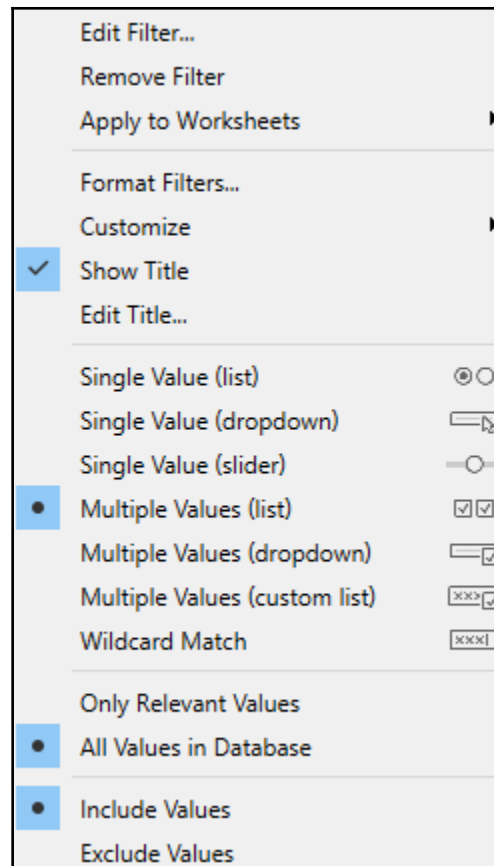 Edit Filter...
Remove Filter
Apply to Worksheets
Format Filters...
Customize
Show Title
Edit Title...
Single Value (list)
Single Value (dropdown)
Single Value (slider)
Multiple Values (list)
Multiple Values (dropdown)
Multiple Values (custom list)
Wildcard Match
Only Relevant Values
All Values in Database
Include Values
Exclude Values